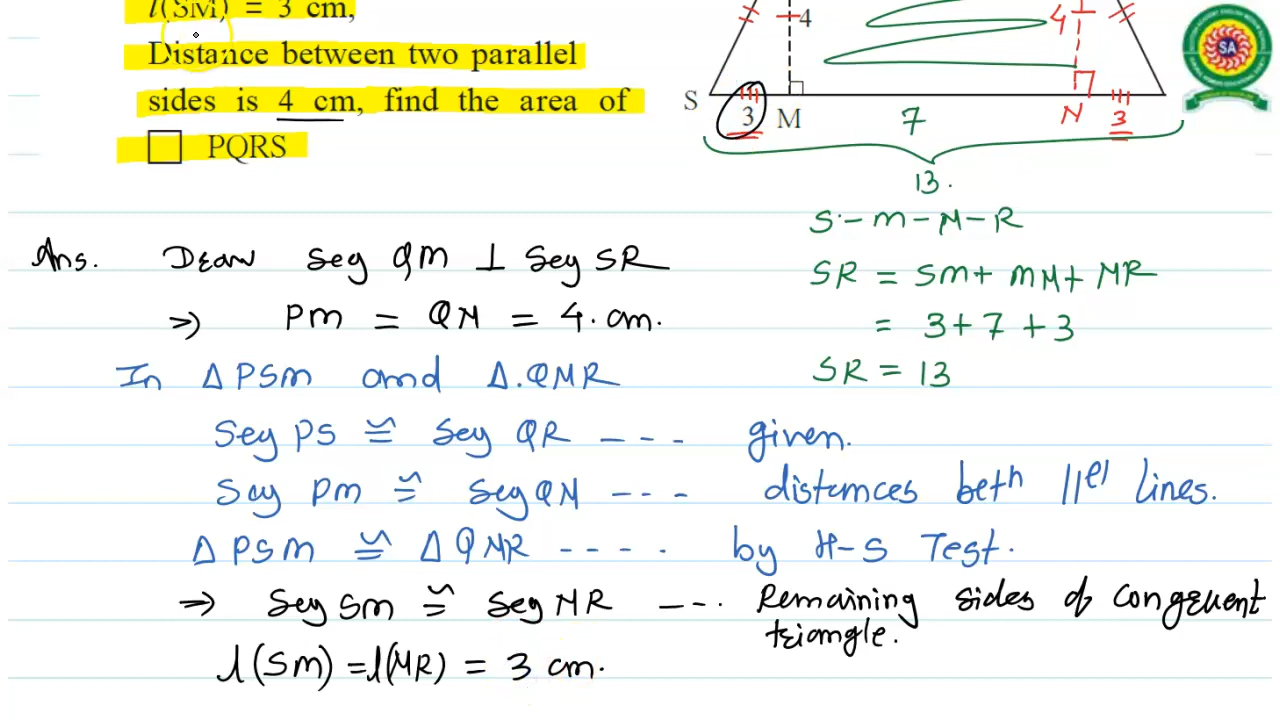 l(SM) = 3 cm,
Distance between two parallel
sides is 4 cm, find the area of
□ PQRS
4
4
S
3
M
7
N
3
13.
SA
S - M - N - R
SR = SM + MN + NR
= 3 + 7 + 3
SR = 13
Ans. Draw seg QN ⊥ seg SR
⇒ PM = QN = 4. cm.
In Δ PSM and Δ.QNR
Seg PS ≅ seg QR --- given.
Seg PM ≅ seg QN --- distances betn ||el lines.
Δ PSM ≅ Δ QNR ---- by H-S Test.
⇒ Seg SM ≅ seg NR --- Remaining sides of congruent
triangle.
l(SM) = l(NR) = 3 cm.